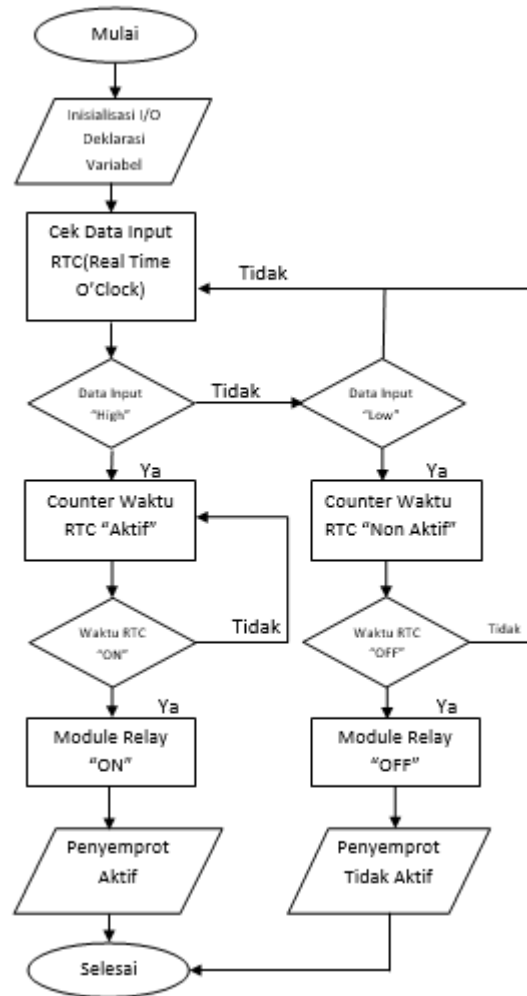 Mulai
Inisialisasi I/O
Deklarasi
Variabel
Cek Data Input
RTC(Real Time
O'Clock)
Tidak
Data Input
"High"
Tidak
Data Input
"Low"
Ya
Ya
Counter Waktu
RTC "Aktif"
Counter Waktu
RTC "Non Aktif"
Waktu RTC
"ON"
Tidak
Waktu RTC
"OFF"
Tidak
Ya
Ya
Module Relay
"ON"
Module Relay
"OFF"
Penyemprot
Aktif
Penyemprot
Tidak Aktif
Selesai